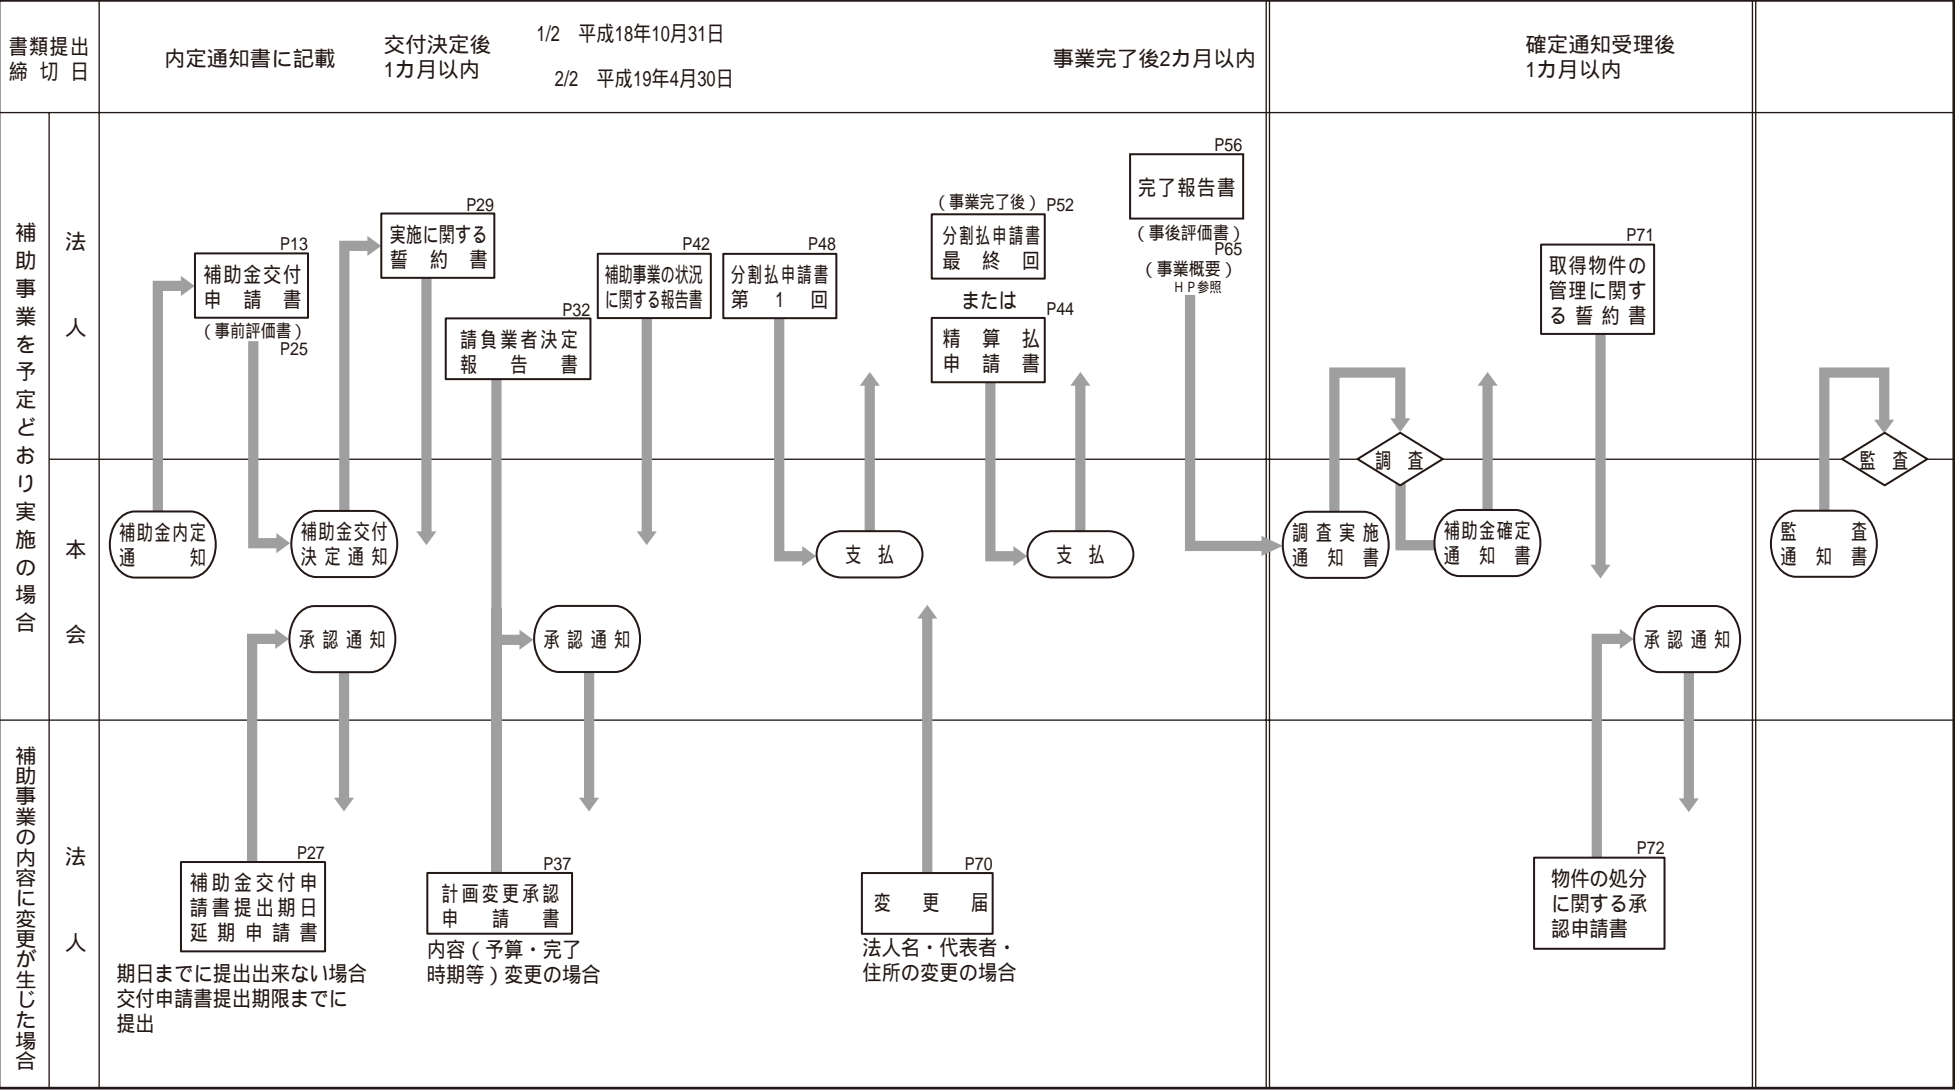 書類提出
締切日
内定通知書に記載
交付決定後
1カ月以内
1/2 平成18年10月31日
2/2 平成19年4月30日
事業完了後2カ月以内
確定通知受理後
1カ月以内
補助事業を予定どおり実施の場合
法人
P13
補助金交付
申請書
(事前評価書)
P25
P29
実施に関する
誓約書
P32
請負業者決定
報告書
P42
補助事業の状況
に関する報告書
P48
分割払申請書
第1回
(事業完了後) P52
分割払申請書
最終回
または
P44
精算払
申請書
P56
完了報告書
(事後評価書)
P65
(事業概要)
HP参照
P71
取得物件の
管理に関す
る誓約書
調査
監査
本会
補助金内定
通知
補助金交付
決定通知
支払
支払
調査実施
通知書
補助金確定
通知書
監査
通知書
承認通知
承認通知
承認通知
補助事業の内容に変更が生じた場合
法人
P27
補助金交付申
請書提出期日
延期申請書
期日までに提出出来ない場合
交付申請書提出期限までに
提出
P37
計画変更承認
申請書
内容(予算・完了
時期等)変更の場合
P70
変更届
法人名・代表者・
住所の変更の場合
P72
物件の処分
に関する承
認申請書